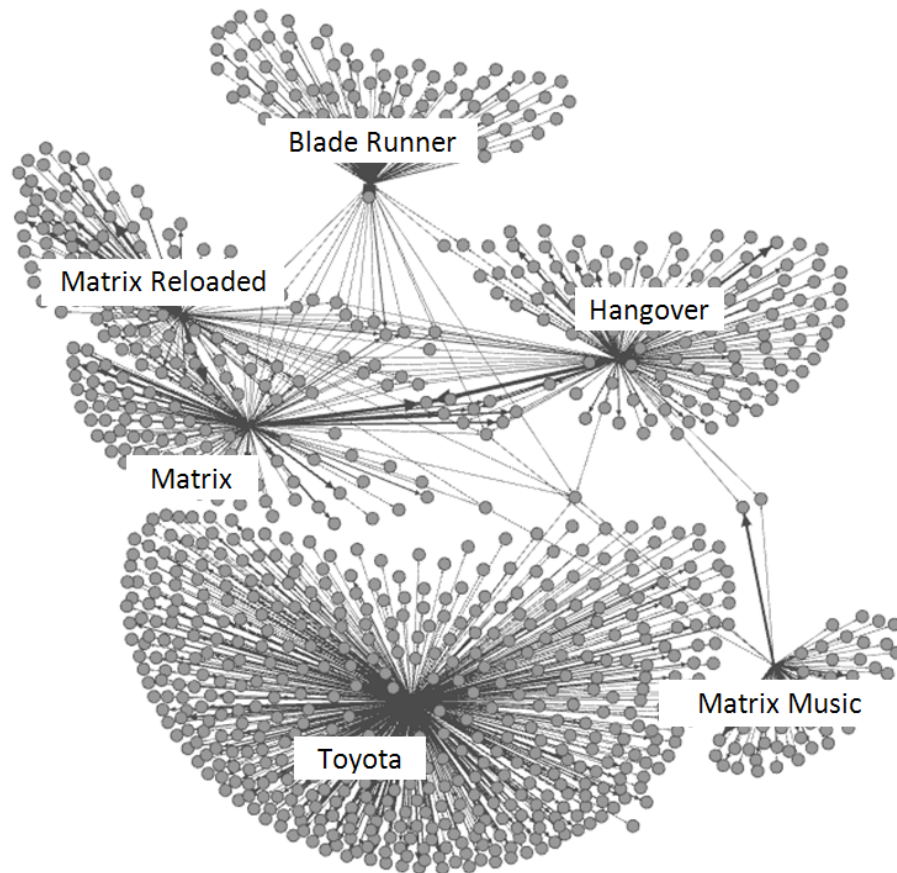 Blade Runner
Matrix Reloaded
Hangover
Matrix
Matrix Music
Toyota